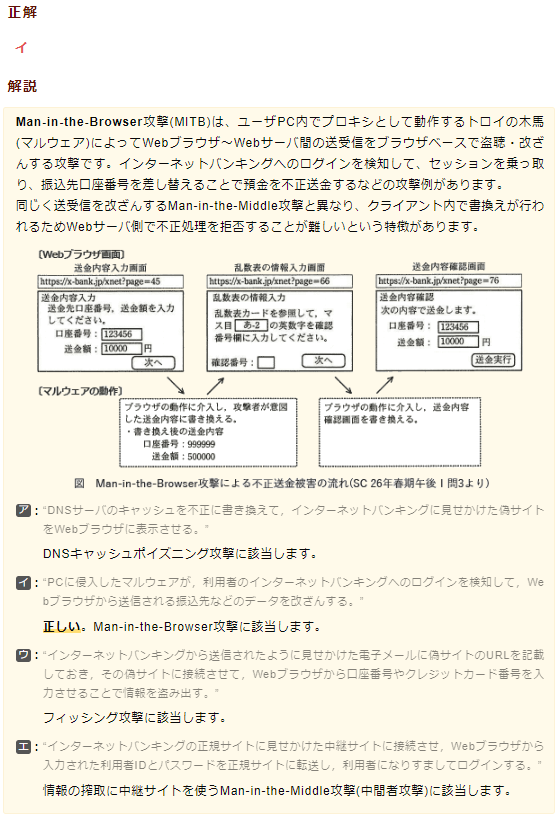 正解
イ
解説
Man-in-the-Browser攻撃(MITB)は、ユーザPC内でプロキシとして動作するトロイの木馬
(マルウェア)によってWebブラウザ～Webサーバ間の送受信をブラウザベースで盗聴・改ざ
んする攻撃です。インターネットバンキングへのログインを検知して、セッションを乗っ取
り、振込先口座番号を差し替えることで預金を不正送金するなどの攻撃例があります。
同じく送受信を改ざんするMan-in-the-Middle攻撃と異なり、クライアント内で書換えが行わ
れるためWebサーバ側で不正処理を拒否することが難しいという特徴があります。
〔Webブラウザ画面〕
送金内容入力画面
https://x-bank.jp/xnet?page=45
送金内容入力
送金先口座番号，送金額を入力
してください。
口座番号：123456
送金額：10000円
次へ
乱数表の情報入力画面
https://x-bank.jp/xnet?page=66
乱数表の情報入力
乱数表カードを参照して，マ
ス目 あ-2 の英数字を確認
番号欄に入力してください。
確認番号：
次へ
送金内容確認画面
https://x-bank.jp/xnet?page=76
送金内容確認
次の内容で送金します。
口座番号：123456
送金額：10000円
送金実行
〔マルウェアの動作〕
ブラウザの動作に介入し，攻撃者が意図
した送金内容に書き換える。
・書き換え後の送金内容
口座番号：999999
送金額：500000
ブラウザの動作に介入し，送金内容
確認画面を書き換える。
図 Man-in-the-Browser攻撃による不正送金被害の流れ(SC 26年春期午後Ⅰ問3より)
ア：“DNSサーバのキャッシュを不正に書き換えて，インターネットバンキングに見せかけた偽サイト
をWebブラウザに表示させる。”
DNSキャッシュポイズニング攻撃に該当します。
イ：“PCに侵入したマルウェアが，利用者のインターネットバンキングへのログインを検知して，We
bブラウザから送信される振込先などのデータを改ざんする。”
正しい。Man-in-the-Browser攻撃に該当します。
ウ：“インターネットバンキングから送信されたように見せかけた電子メールに偽サイトのURLを記載
しておき，その偽サイトに接続させて，Webブラウザから口座番号やクレジットカード番号を入
力させることで情報を盗み出す。”
フィッシング攻撃に該当します。
エ：“インターネットバンキングの正規サイトに見せかけた中継サイトに接続させ，Webブラウザから
入力された利用者IDとパスワードを正規サイトに転送し，利用者になりすましてログインする。”
情報の搾取に中継サイトを使うMan-in-the-Middle攻撃(中間者攻撃)に該当します。